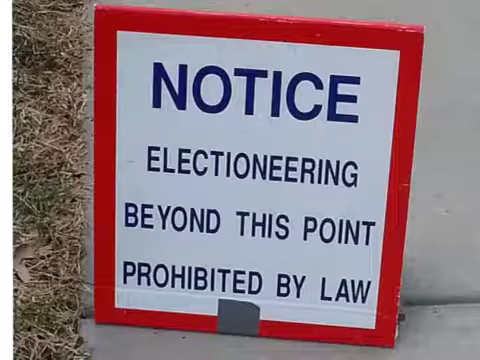 NOTICE
ELECTIONEERING
BEYOND THIS POINT
PROHIBITED BY LAW